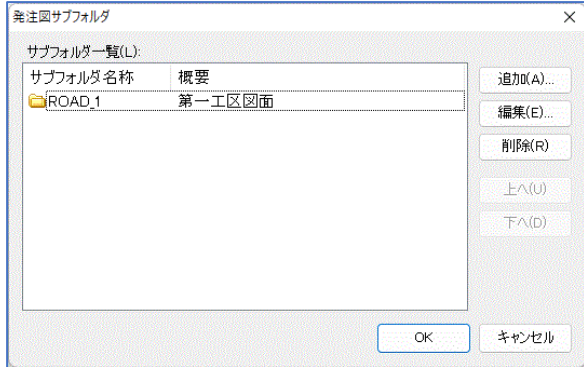 発注図サブフォルダ
サブフォルダ一覧(L):
サブフォルダ名称 概要
ROAD_1 第一工区図面
追加(A)...
編集(E)...
削除(R)
上へ(U)
下へ(D)
OK キャンセル